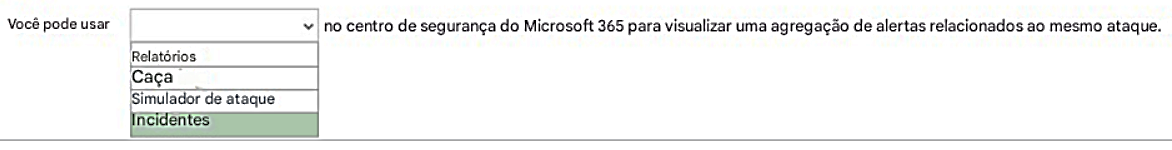 Você pode usar no centro de segurança do Microsoft 365 para visualizar uma agregação de alertas relacionados ao mesmo ataque.
Relatórios
Caça
Simulador de ataque
Incidentes